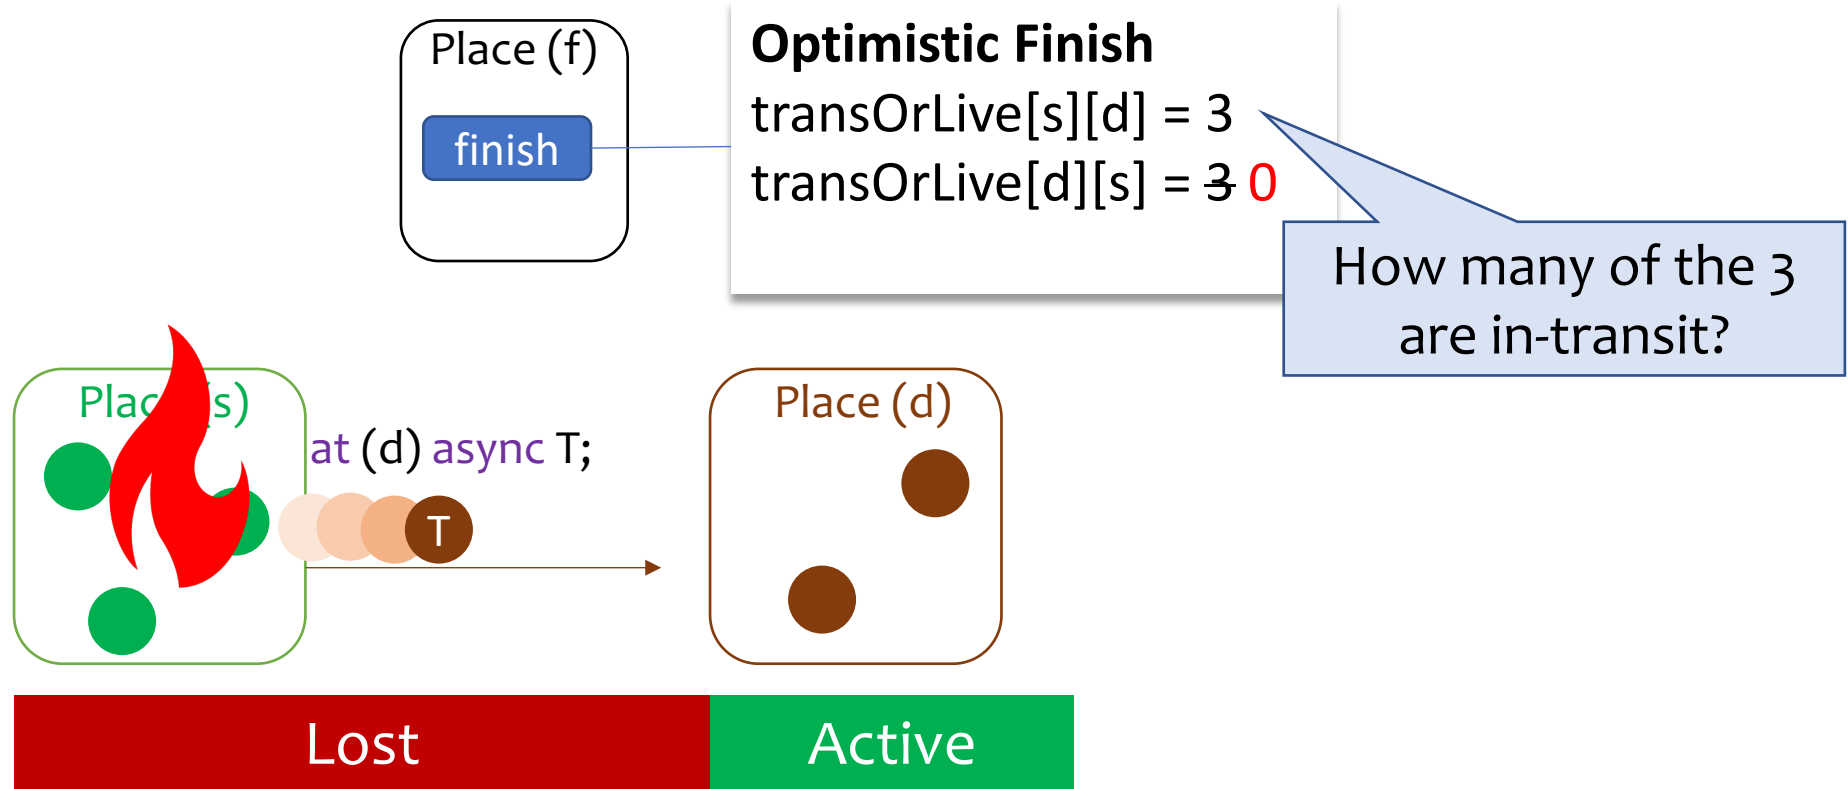 Place (f)
finish
Optimistic Finish
transOrLive[s][d] = 3
transOrLive[d][s] = 3 0
How many of the 3
are in-transit?
Place (s)
at (d) async T;
T
Place (d)
Lost
Active